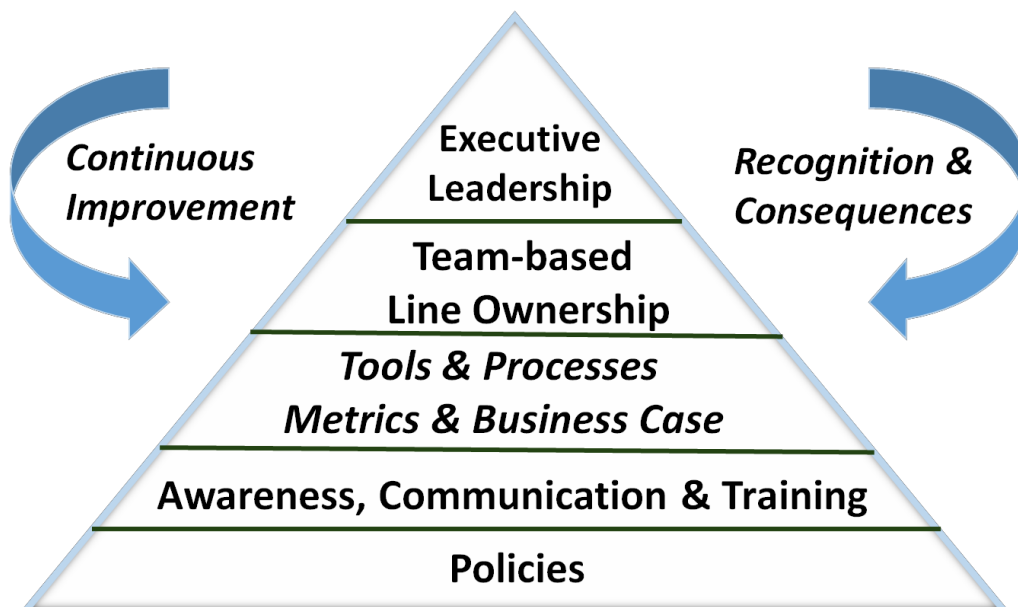 Executive
Leadership
Continuous
Improvement
Recognition &
Consequences
Team-based
Line Ownership
Tools & Processes
Metrics & Business Case
Awareness, Communication & Training
Policies